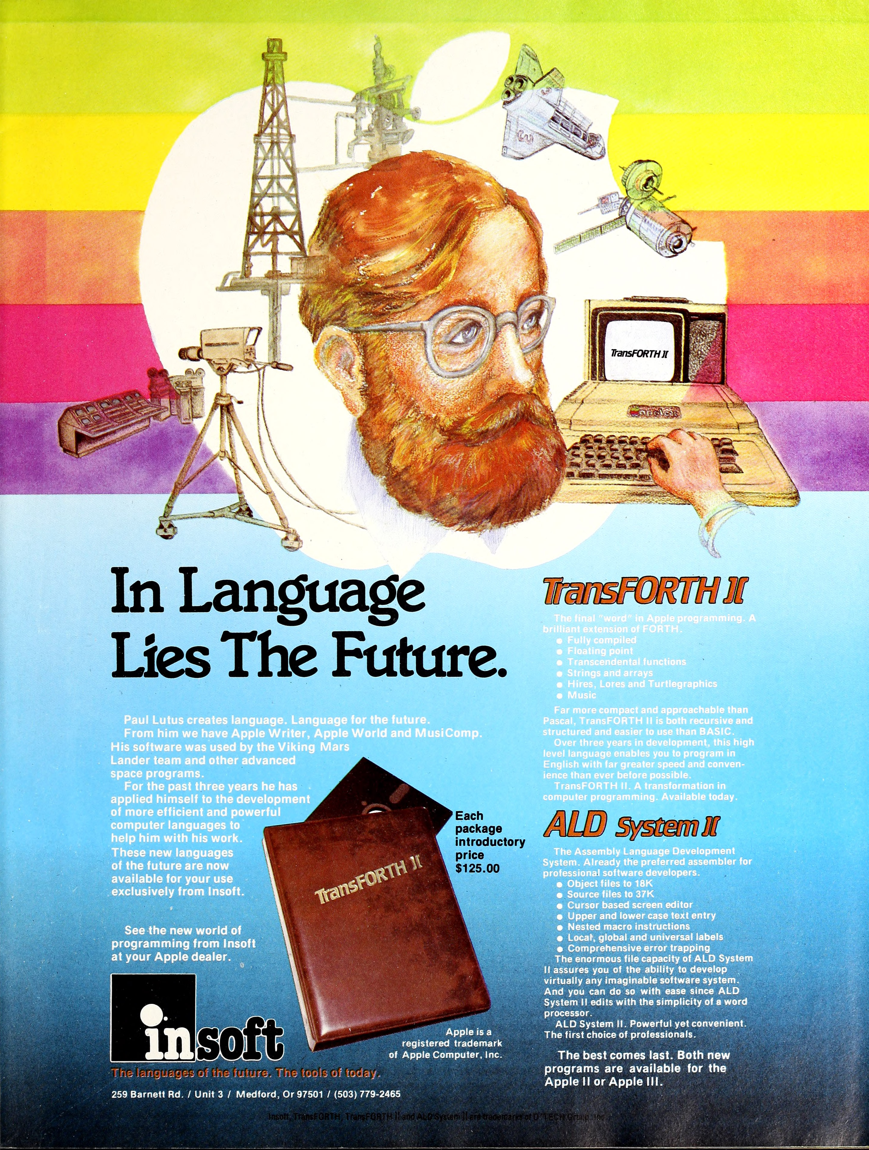 TransFORTH ][
apple ][
In Language
Lies The Future.
Paul Lutus creates language. Language for the future.
From him we have Apple Writer, Apple World and MusiComp.
His software was used by the Viking Mars
Lander team and other advanced
space programs.
For the past three years he has
applied himself to the development
of more efficient and powerful
computer languages to
help him with his work.
These new languages
of the future are now
available for your use
exclusively from Insoft.
See the new world of
programming from Insoft
at your Apple dealer.
insoft
The languages of the future. The tools of today.
259 Barnett Rd. / Unit 3 / Medford, Or 97501 / (503) 779-2465
TransFORTH ][
Each
package
introductory
price
$125.00
Apple is a
registered trademark
of Apple Computer, Inc.
TransFORTH ][
The final "word" in Apple programming. A
brilliant extension of FORTH.
● Fully compiled
● Floating point
● Transcendental functions
● Strings and arrays
● Hires, Lores and Turtlegraphics
● Music
Far more compact and approachable than
Pascal, TransFORTH II is both recursive and
structured and easier to use than BASIC.
Over three years in development, this high
level language enables you to program in
English with far greater speed and conven-
ience than ever before possible.
TransFORTH II. A transformation in
computer programming. Available today.
ALD System ][
The Assembly Language Development
System. Already the preferred assembler for
professional software developers.
● Object files to 18K
● Source files to 37K
● Cursor based screen editor
● Upper and lower case text entry
● Nested macro instructions
● Local, global and universal labels
● Comprehensive error trapping
The enormous file capacity of ALD System
II assures you of the ability to develop
virtually any imaginable software system.
And you can do so with ease since ALD
System II edits with the simplicity of a word
processor.
ALD System II. Powerful yet convenient.
The first choice of professionals.
The best comes last. Both new
programs are available for the
Apple II or Apple III.
Insoft, TransFORTH, TransFORTH ][ and ALD System ][ are trademarks of